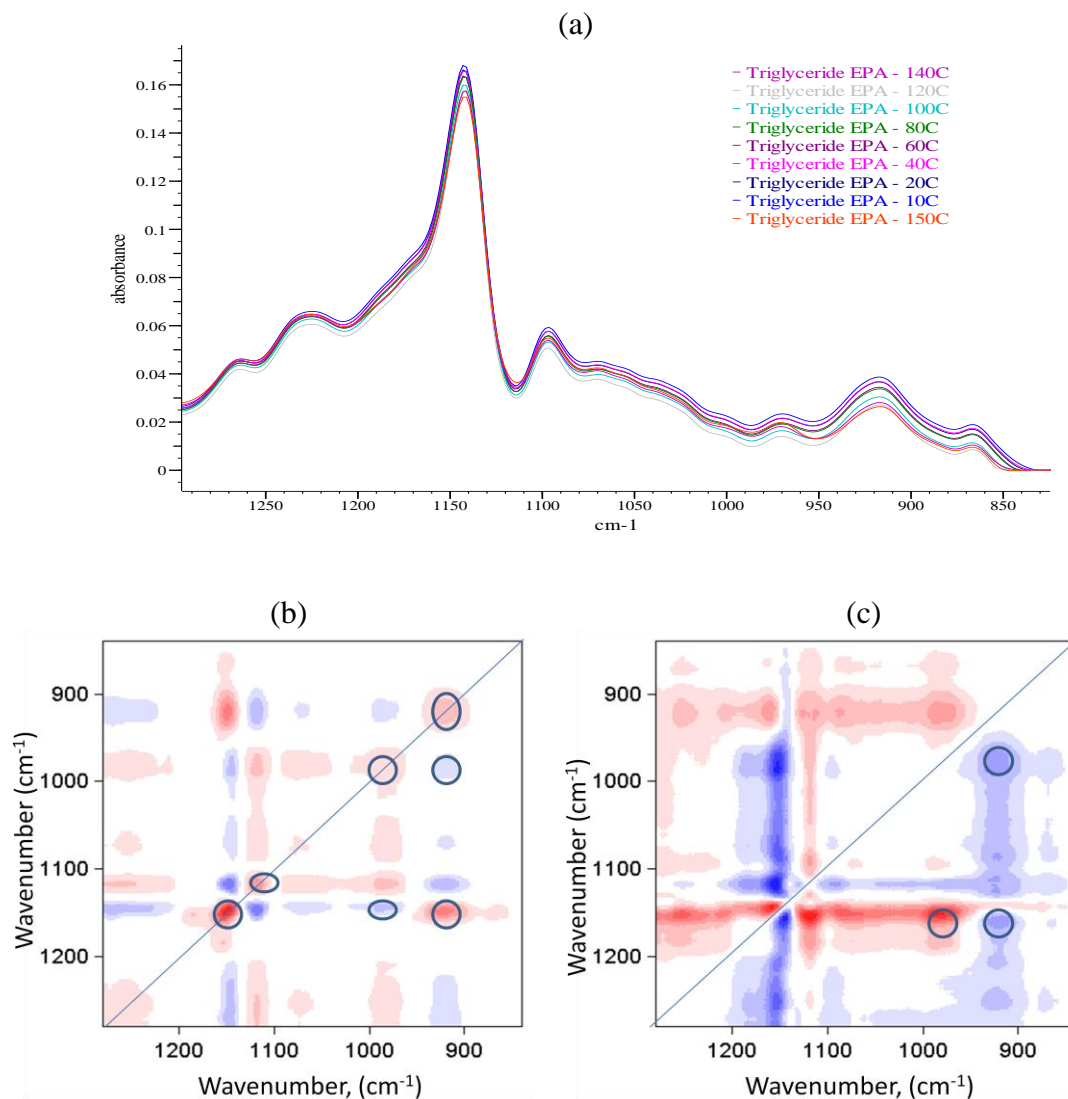 (a)
absorbance
0.16
0.14
0.12
0.1
0.08
0.06
0.04
0.02
0
Triglyceride EPA - 140C
Triglyceride EPA - 120C
Triglyceride EPA - 100C
Triglyceride EPA - 80C
Triglyceride EPA - 60C
Triglyceride EPA - 40C
Triglyceride EPA - 20C
Triglyceride EPA - 10C
Triglyceride EPA - 150C
1250 1200 1150 1100 1050 1000 950 900 850
cm-1
(b)
Wavenumber (cm⁻¹)
900
1000
1100
1200
1200 1100 1000 900
Wavenumber, (cm⁻¹)
(c)
Wavenumber (cm⁻¹)
900
1000
1100
1200
1200 1100 1000 900
Wavenumber, (cm⁻¹)